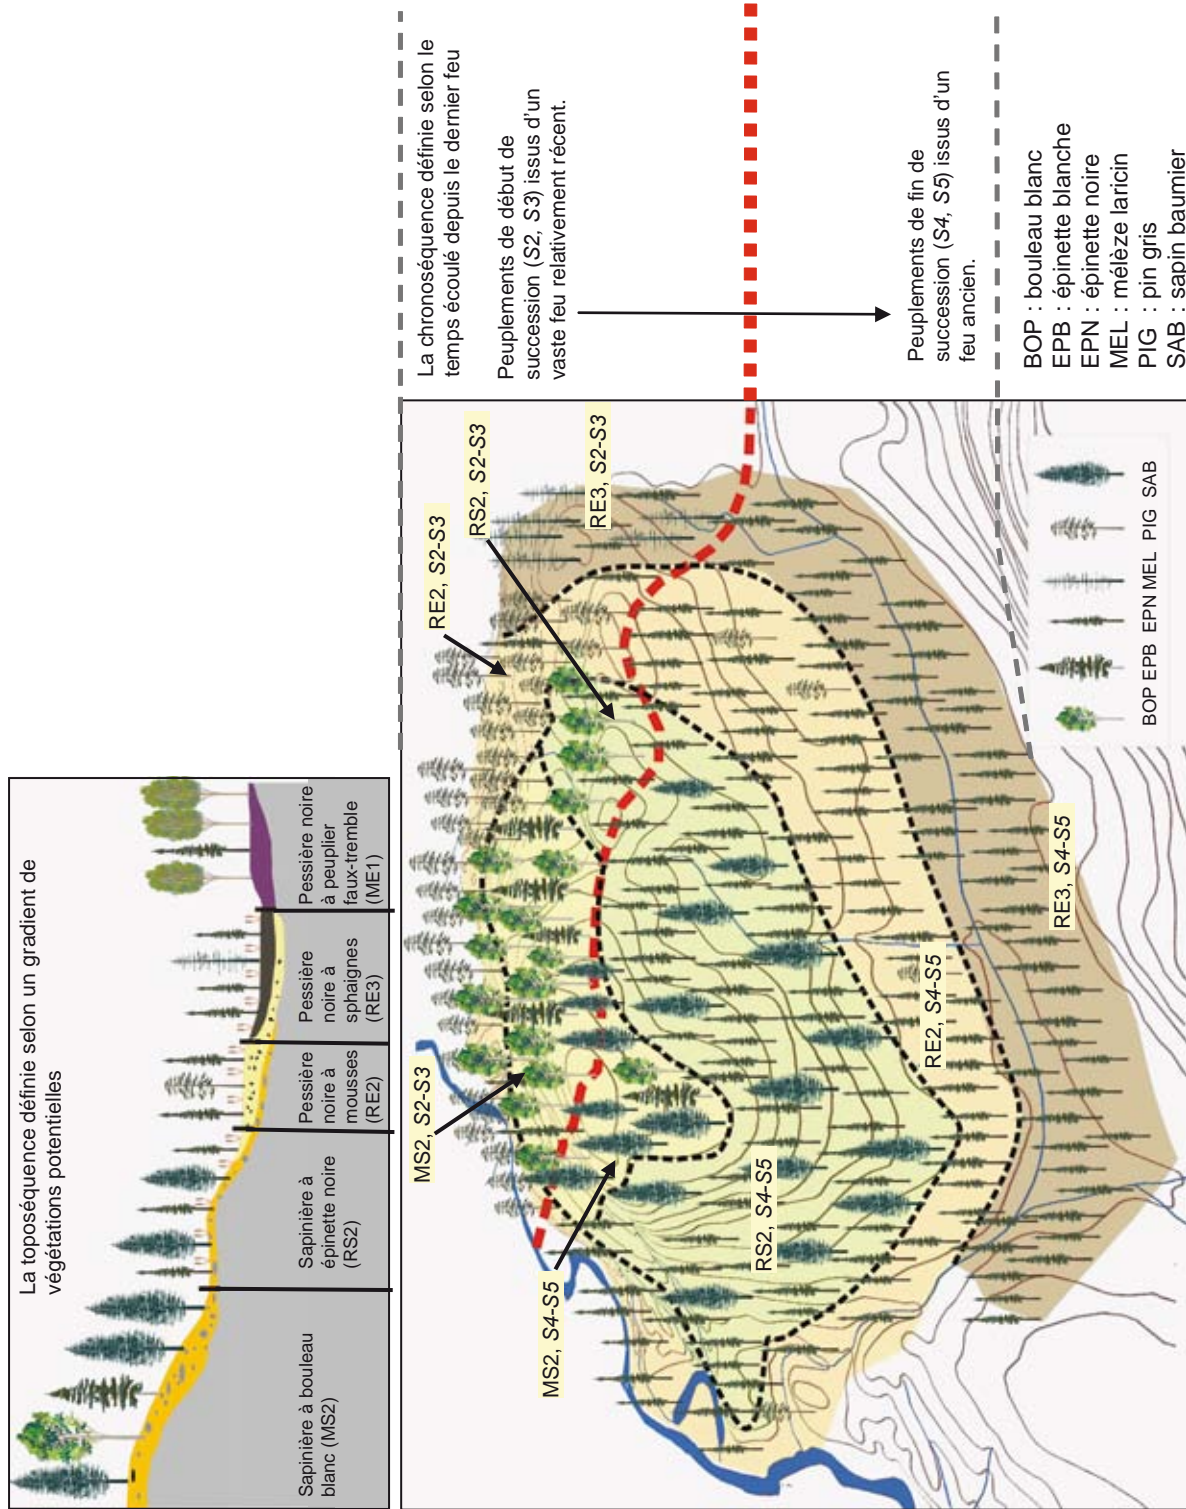 La toposéquence définie selon un gradient de
végétations potentielles
Sapinière à bouleau
blanc (MS2)
Sapinière à
épinette noire
(RS2)
Pessière
noire à
mousses
(RE2)
Pessière
noire à
sphaignes
(RE3)
Pessière noire
à peuplier
faux-tremble
(ME1)
La chronoséquence définie selon le
temps écoulé depuis le dernier feu
Peuplements de début de
succession (S2, S3) issus d'un
vaste feu relativement récent.
Peuplements de fin de
succession (S4, S5) issus d'un
feu ancien.
MS2, S2-S3
RE2, S2-S3
RS2, S2-S3
RE3, S2-S3
MS2, S4-S5
RS2, S4-S5
RE2, S4-S5
RE3, S4-S5
BOP EPB EPN MEL PIG SAB
BOP : bouleau blanc
EPB : épinette blanche
EPN : épinette noire
MEL : mélèze laricin
PIG : pin gris
SAB : sapin baumier